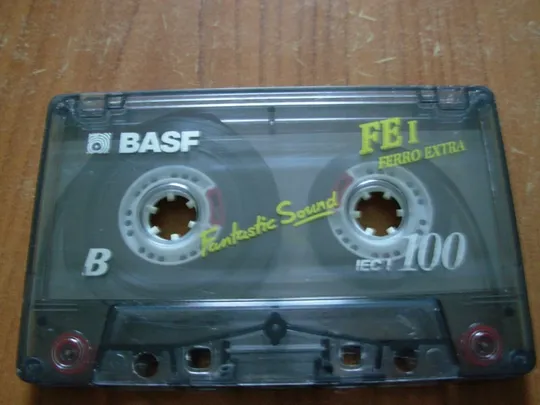 BASF
FE I
FERRO EXTRA
Fantastic Sound
B
IEC I 100